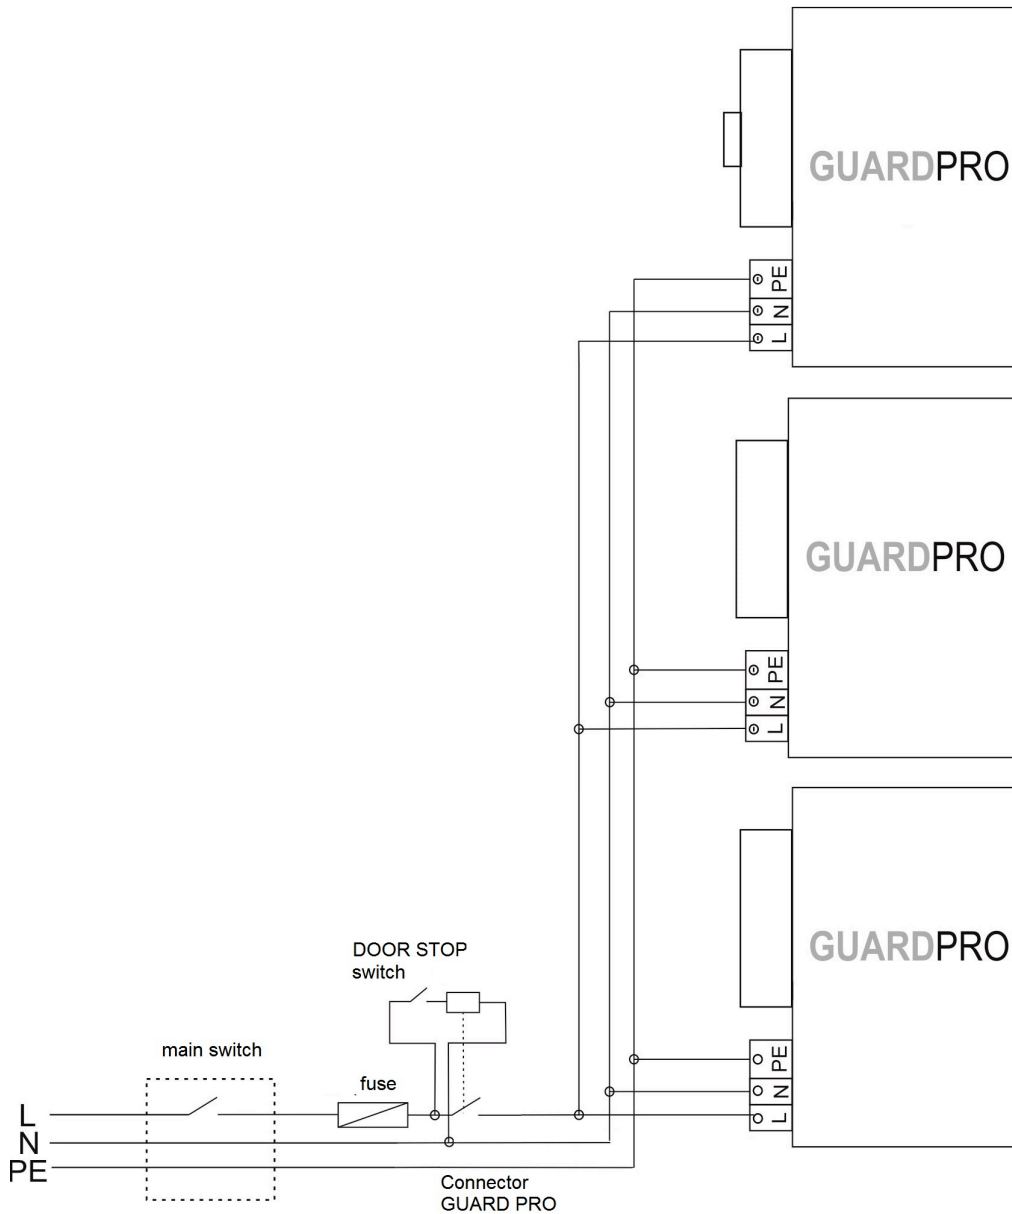 GUARDPRO
PE
N
L
GUARDPRO
PE
N
L
GUARDPRO
PE
N
L
DOOR STOP
switch
main switch
fuse
L
N
PE
Connector
GUARD PRO